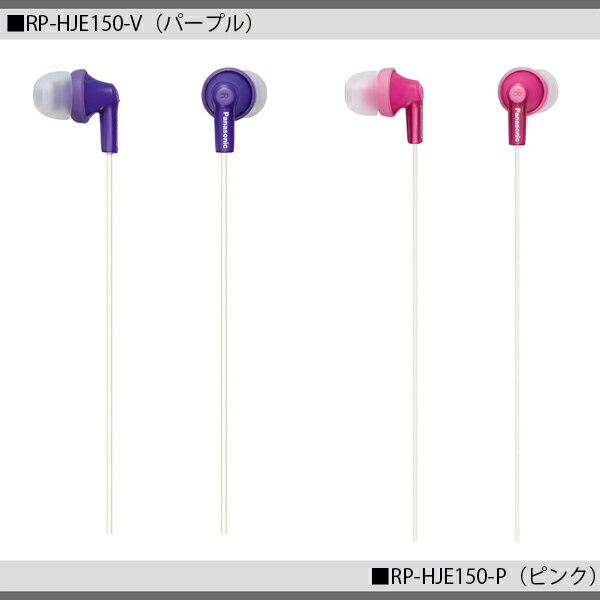 ■RP-HJE150-V（パープル）
R
Panasonic
R
Panasonic
■RP-HJE150-P（ピンク）